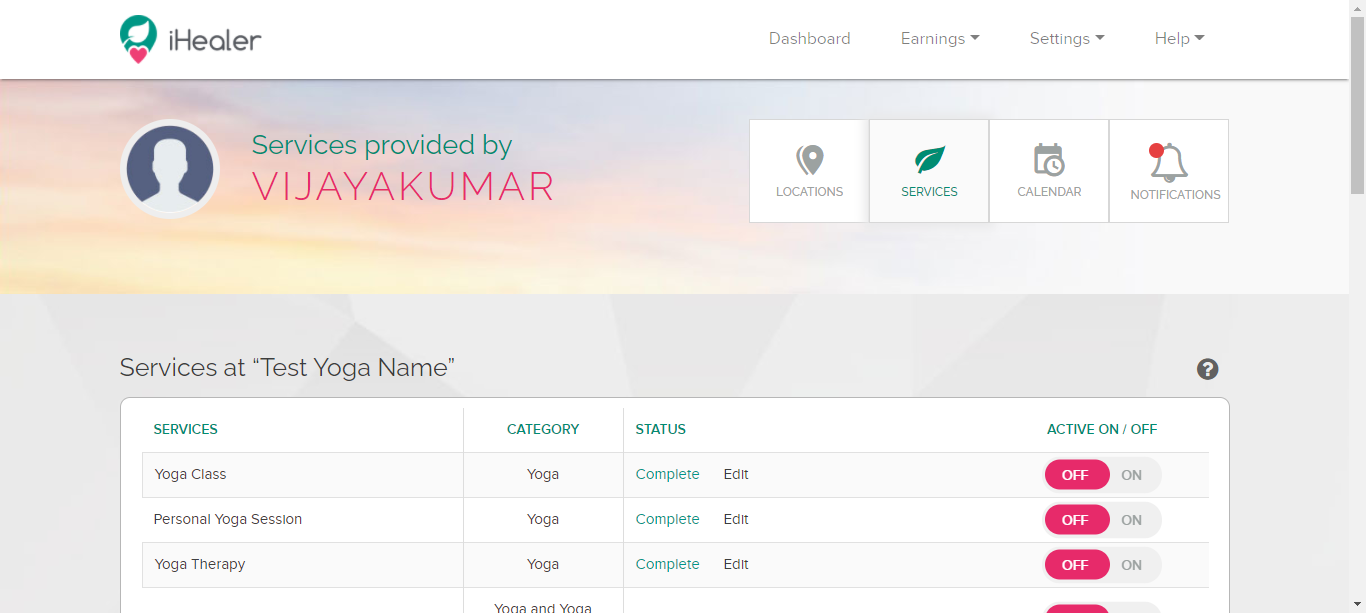 iHealer
Dashboard Earnings Settings Help
Services provided by
VIJAYAKUMAR
LOCATIONS SERVICES CALENDAR NOTIFICATIONS
Services at “Test Yoga Name”
?
SERVICES CATEGORY STATUS ACTIVE ON / OFF
Yoga Class Yoga Complete Edit OFF ON
Personal Yoga Session Yoga Complete Edit OFF ON
Yoga Therapy Yoga Complete Edit OFF ON
Yoga and Yoga